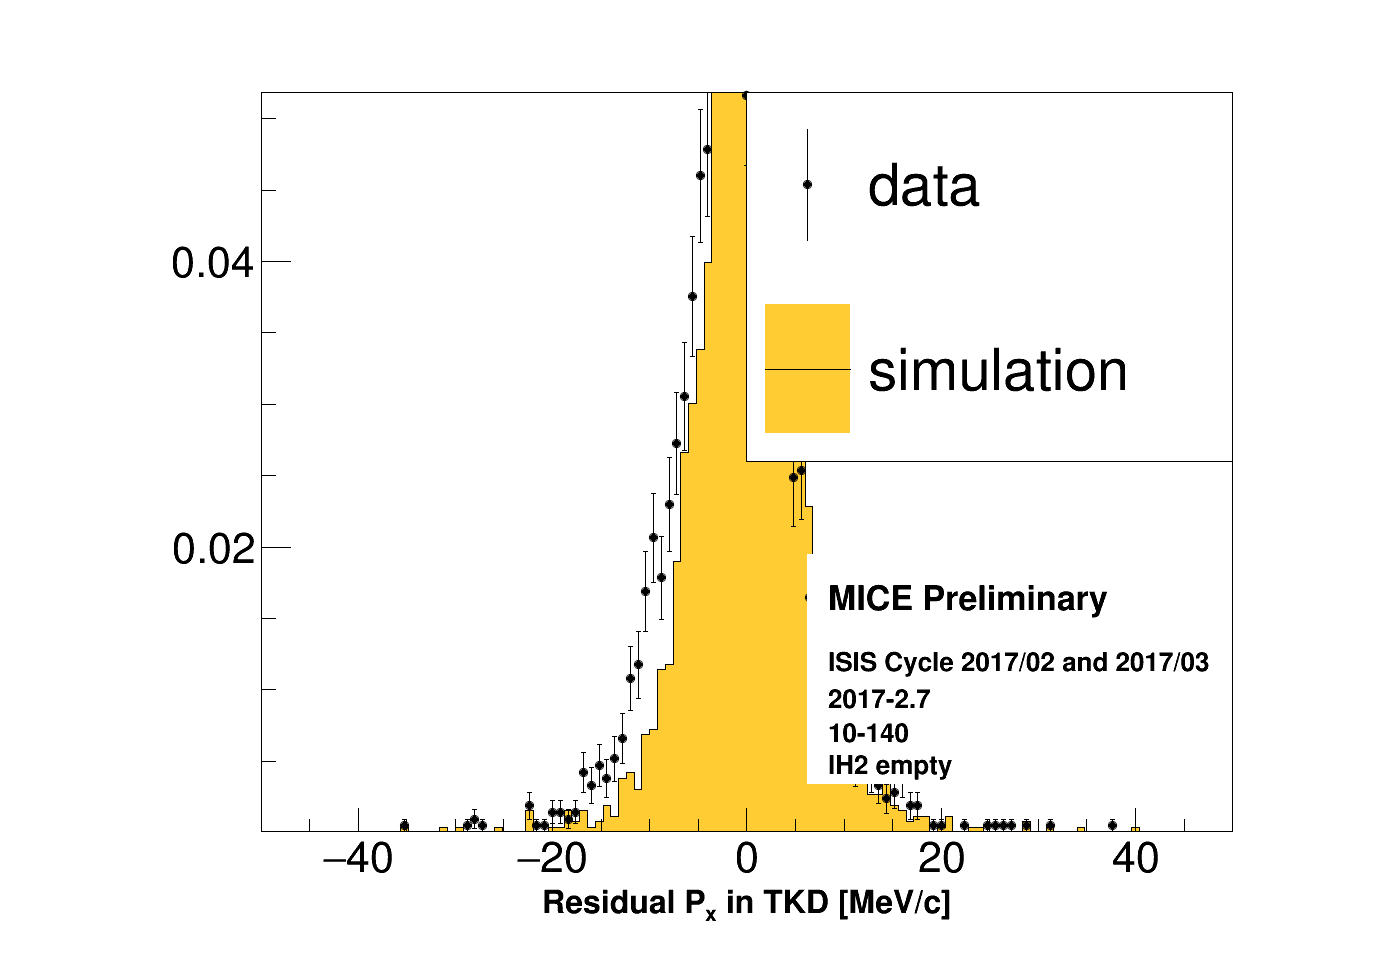 data
0.04
simulation
0.02
MICE Preliminary
ISIS Cycle 2017/02 and 2017/03
2017-2.7
10-140
IH2 empty
−40 −20 0 20 40
Residual Px in TKD [MeV/c]